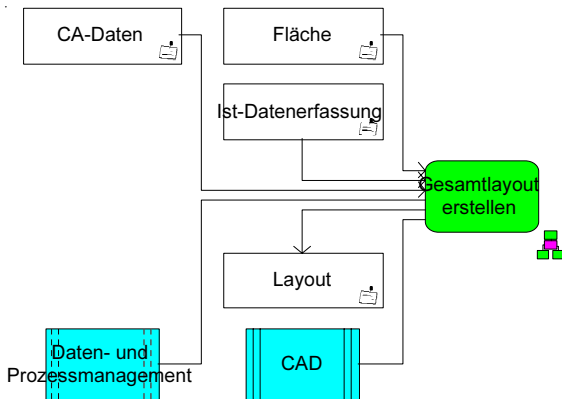 CA-Daten
Fläche
Ist-Datenerfassung
Gesamtlayout
erstellen
Layout
Daten- und
Prozessmanagement
CAD